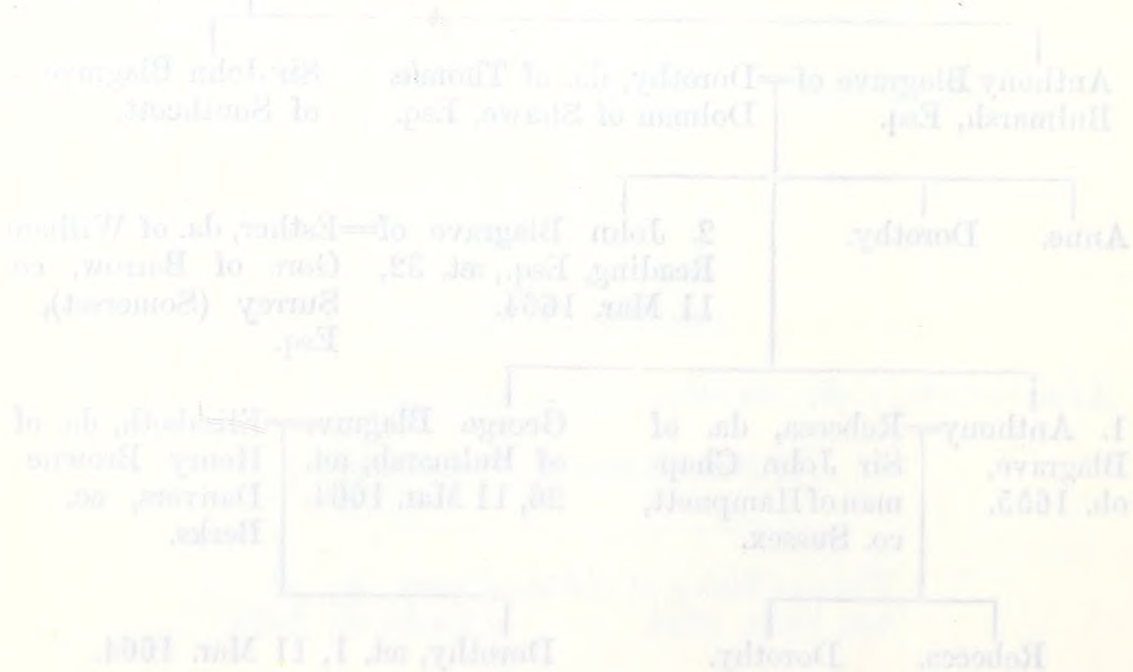 Anthony Blagrave of=Dorothy, da. of Thomas
Bulmarsh, Esq. Dolman of Shawe, Esq.
Sir John Blagrave
of Southcott.
Anne. Dorothy.
2. John Blagrave of=Esther, da. of William
Reading, Esq., æt. 32, Gore of Barrow, co.
11 Mar. 1664. Surrey (Somerset),
Esq.
1. Anthony=Rebecca, da. of
Blagrave, Sir John Chap-
ob. 1655. man of Hampnett,
co. Sussex.
George Blagrave=Elizabeth, da. of
of Bulmarsh, æt. Henry Browne
26, 11 Mar. 1664. Danvers, co.
Berks.
Rebecca. Dorothy. Dorothy, æt. 1, 11 Mar. 1664.